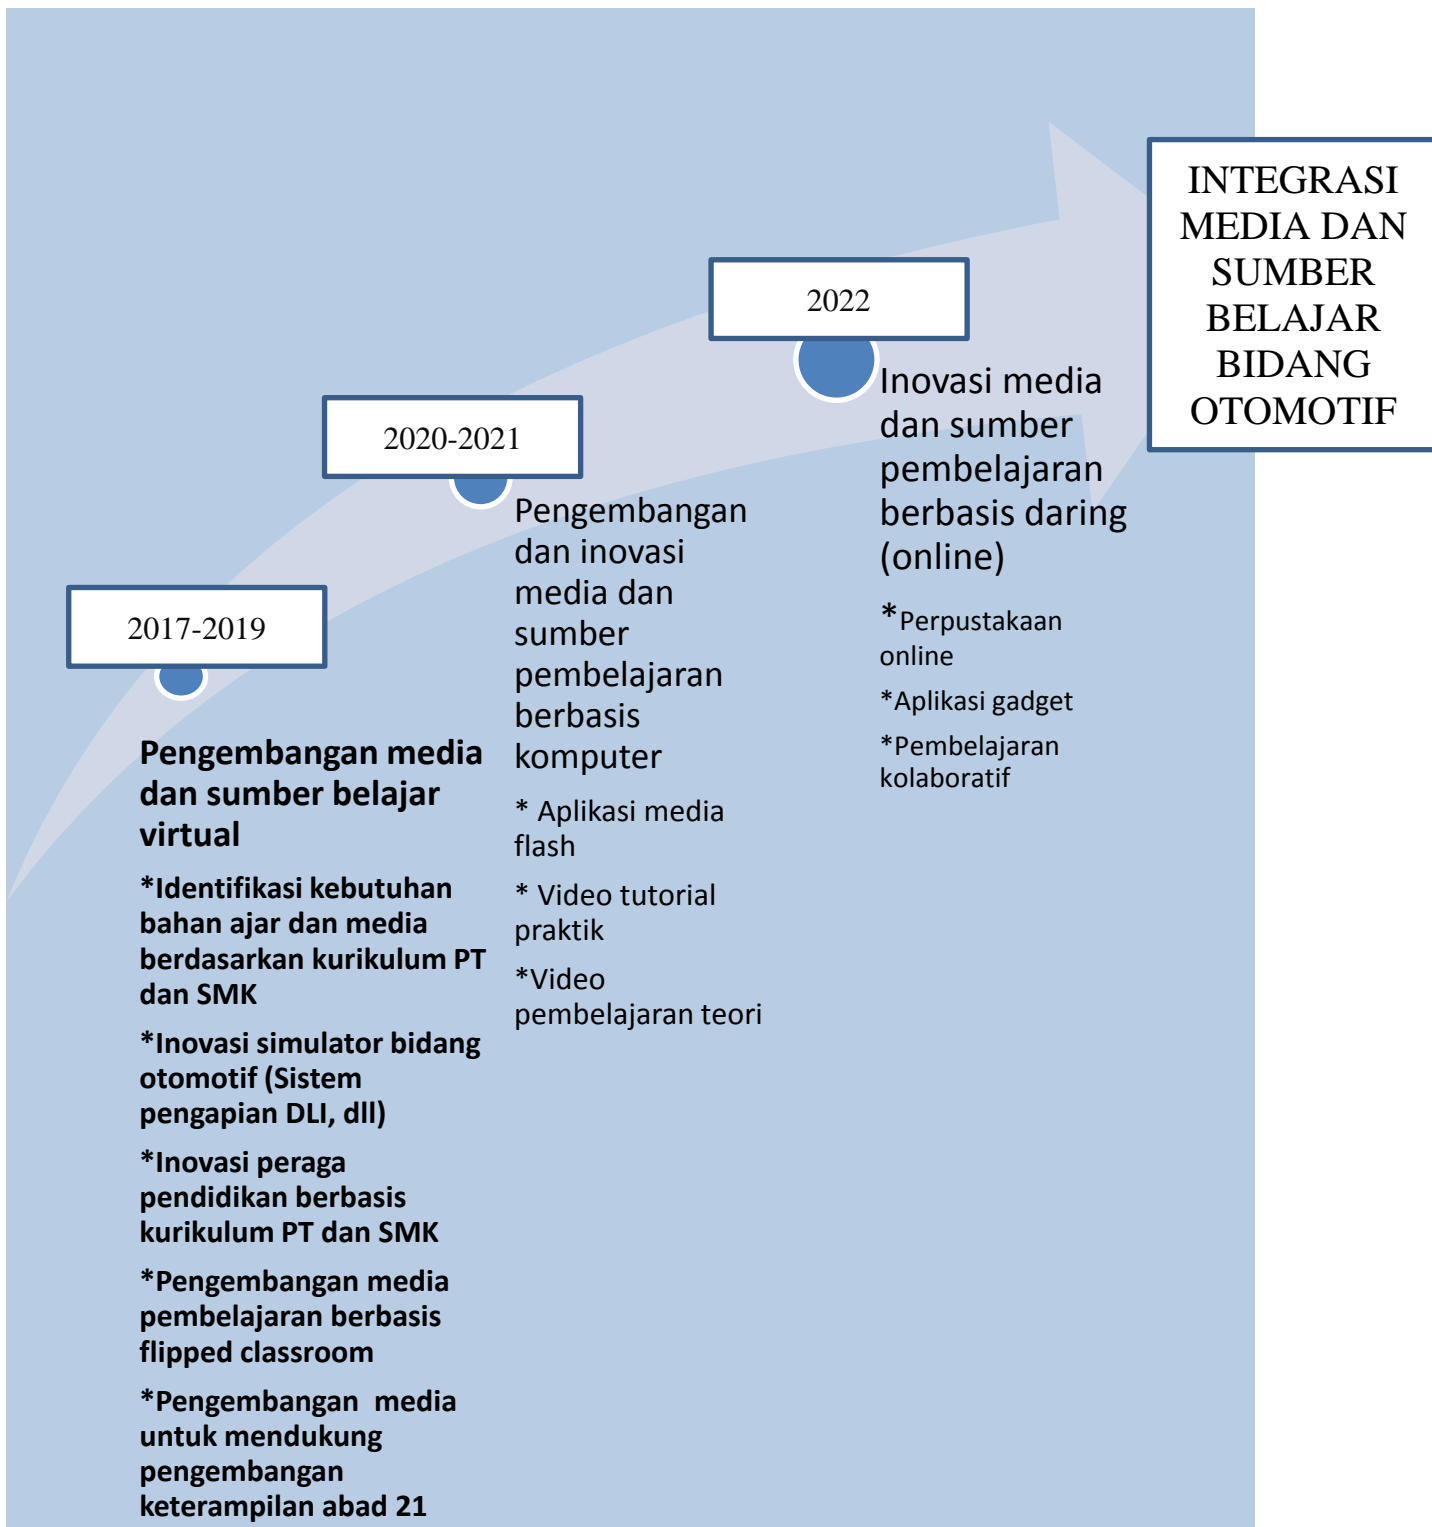 2017-2019
Pengembangan media
dan sumber belajar
virtual
*Identifikasi kebutuhan
bahan ajar dan media
berdasarkan kurikulum PT
dan SMK
*Inovasi simulator bidang
otomotif (Sistem
pengapian DLI, dll)
*Inovasi peraga
pendidikan berbasis
kurikulum PT dan SMK
*Pengembangan media
pembelajaran berbasis
flipped classroom
*Pengembangan  media
untuk mendukung
pengembangan
keterampilan abad 21
2020-2021
Pengembangan
dan inovasi
media dan
sumber
pembelajaran
berbasis
komputer
* Aplikasi media
flash
* Video tutorial
praktik
*Video
pembelajaran teori
2022
Inovasi media
dan sumber
pembelajaran
berbasis daring
(online)
*Perpustakaan
online
*Aplikasi gadget
*Pembelajaran
kolaboratif
INTEGRASI
MEDIA DAN
SUMBER
BELAJAR
BIDANG
OTOMOTIF